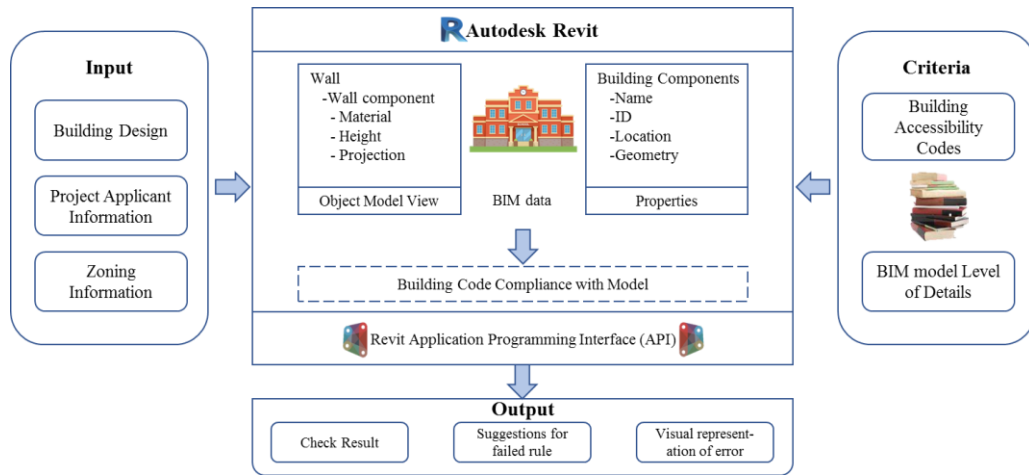 Autodesk Revit
Input
Building Design
Project Applicant
Information
Zoning
Information
Wall
-Wall component
- Material
- Height
- Projection
Object Model View
BIM data
Building Components
-Name
-ID
-Location
-Geometry
Properties
Building Code Compliance with Model
Revit Application Programming Interface (API)
Criteria
Building
Accessibility
Codes
BIM model Level
of Details
Output
Check Result
Suggestions for
failed rule
Visual represent-
ation of error